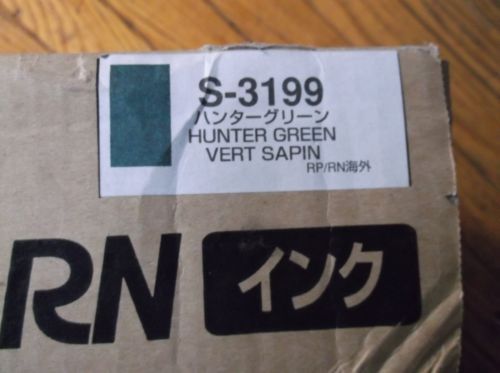 S-3199
ハンターグリーン
HUNTER GREEN
VERT SAPIN
RP/RN海外
RN インク